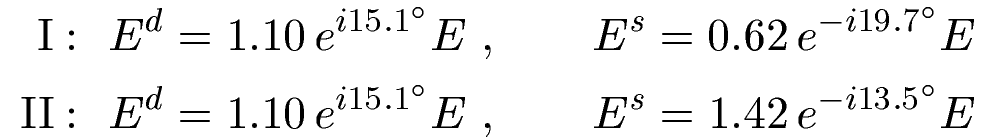 I : E^d = 1.10 e^{i15.1°} E , E^s = 0.62 e^{−i19.7°} E
II : E^d = 1.10 e^{i15.1°} E , E^s = 1.42 e^{−i13.5°} E